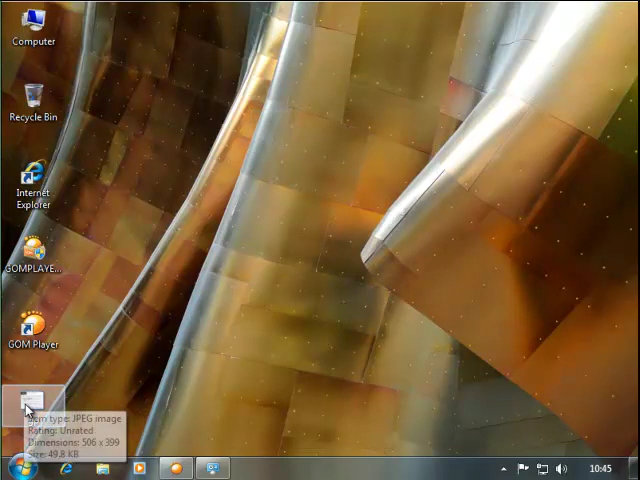 Computer
Recycle Bin
Internet
Explorer
GOMPLAYE...
GOM Player
Item type: JPEG image
Rating: Unrated
Dimensions: 506 x 399
Size: 49.8 KB
10:45